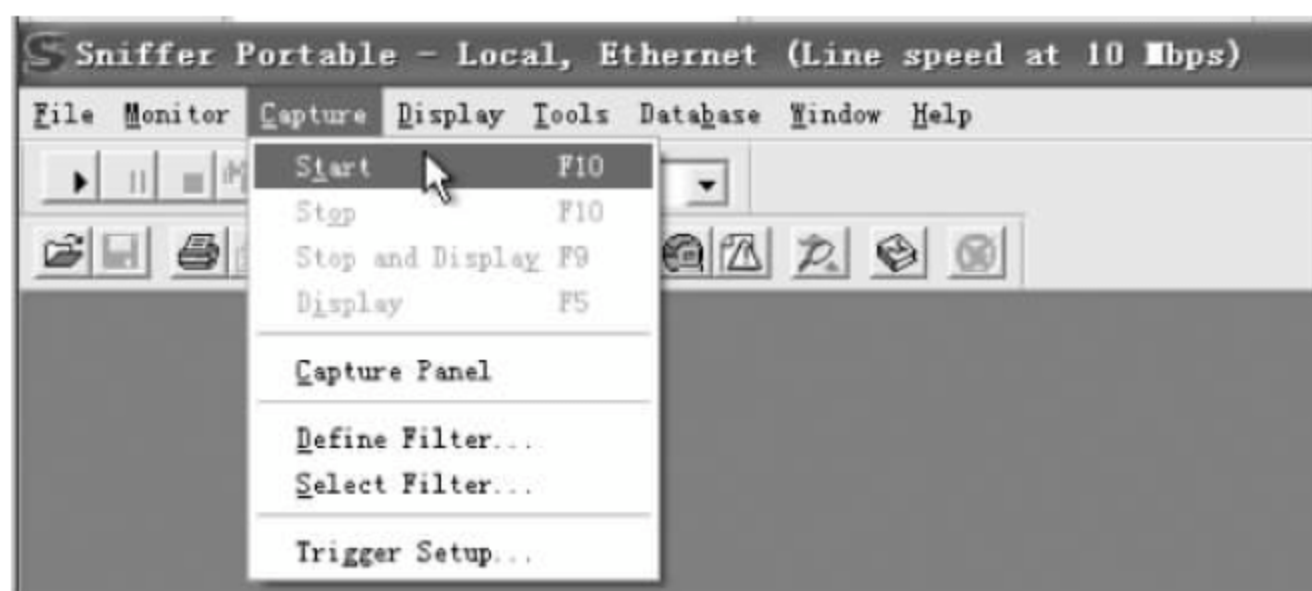 Sniffer Portable - Local, Ethernet (Line speed at 10 Mbps)
File Monitor Capture Display Tools Database Window Help
Start F10
Stop F10
Stop and Display F9
Display F5
Capture Panel
Define Filter...
Select Filter...
Trigger Setup...